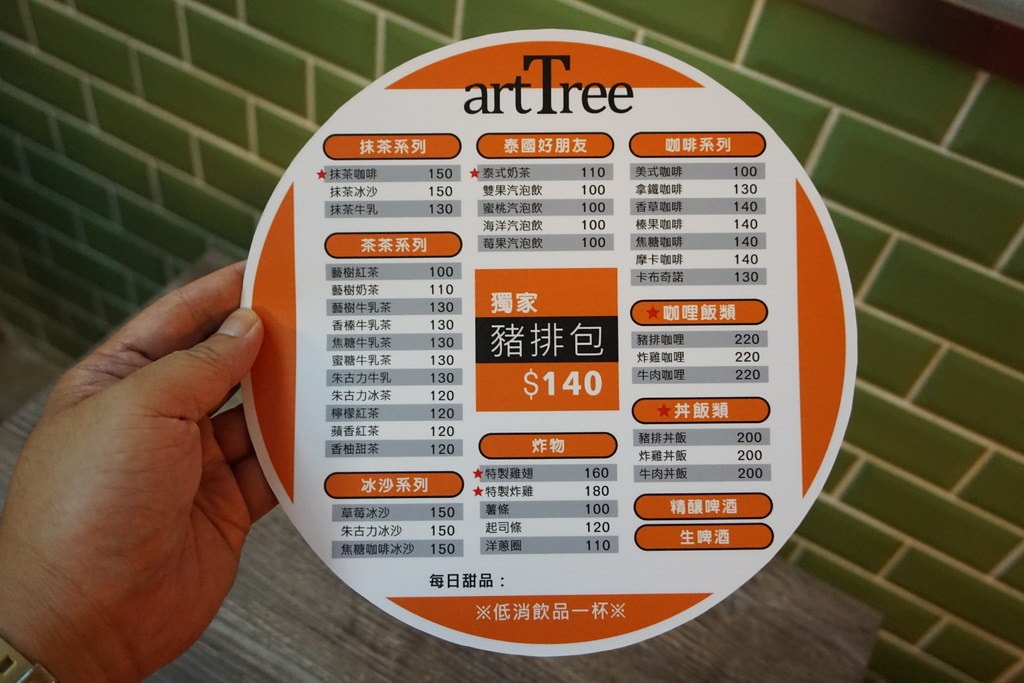 artTree
抹茶系列
★抹茶咖啡 150
抹茶冰沙 150
抹茶牛乳 130
茶茶系列
藝樹紅茶 100
藝樹奶茶 110
藝樹牛乳茶 130
香榛牛乳茶 130
焦糖牛乳茶 130
蜜糖牛乳茶 130
朱古力牛乳 130
朱古力冰茶 120
檸檬紅茶 120
蘋香紅茶 120
香柚甜茶 120
冰沙系列
草莓冰沙 150
朱古力冰沙 150
焦糖咖啡冰沙 150
泰國好朋友
★泰式奶茶 110
雙果汽泡飲 100
蜜桃汽泡飲 100
海洋汽泡飲 100
莓果汽泡飲 100
獨家
豬排包
$140
炸物
★特製雞翅 160
★特製炸雞 180
薯條 100
起司條 120
洋蔥圈 110
咖啡系列
美式咖啡 100
拿鐵咖啡 130
香草咖啡 140
榛果咖啡 140
焦糖咖啡 140
摩卡咖啡 140
卡布奇諾 130
★咖哩飯類
豬排咖哩 220
炸雞咖哩 220
牛肉咖哩 220
★丼飯類
豬排丼飯 200
炸雞丼飯 200
牛肉丼飯 200
精釀啤酒
生啤酒
每日甜品：
※低消飲品一杯※